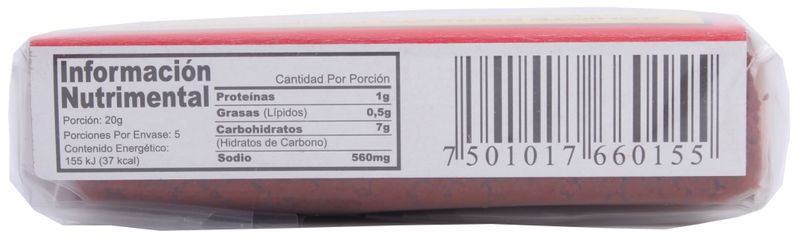 Información
Nutrimental
Porción: 20g
Porciones Por Envase: 5
Contenido Energético:
155 kJ (37 kcal)
Cantidad Por Porción
Proteínas 1g
Grasas (Lípidos) 0,5g
Carbohidratos 7g
(Hidratos de Carbono)
Sodio 560mg
7 501017 660155